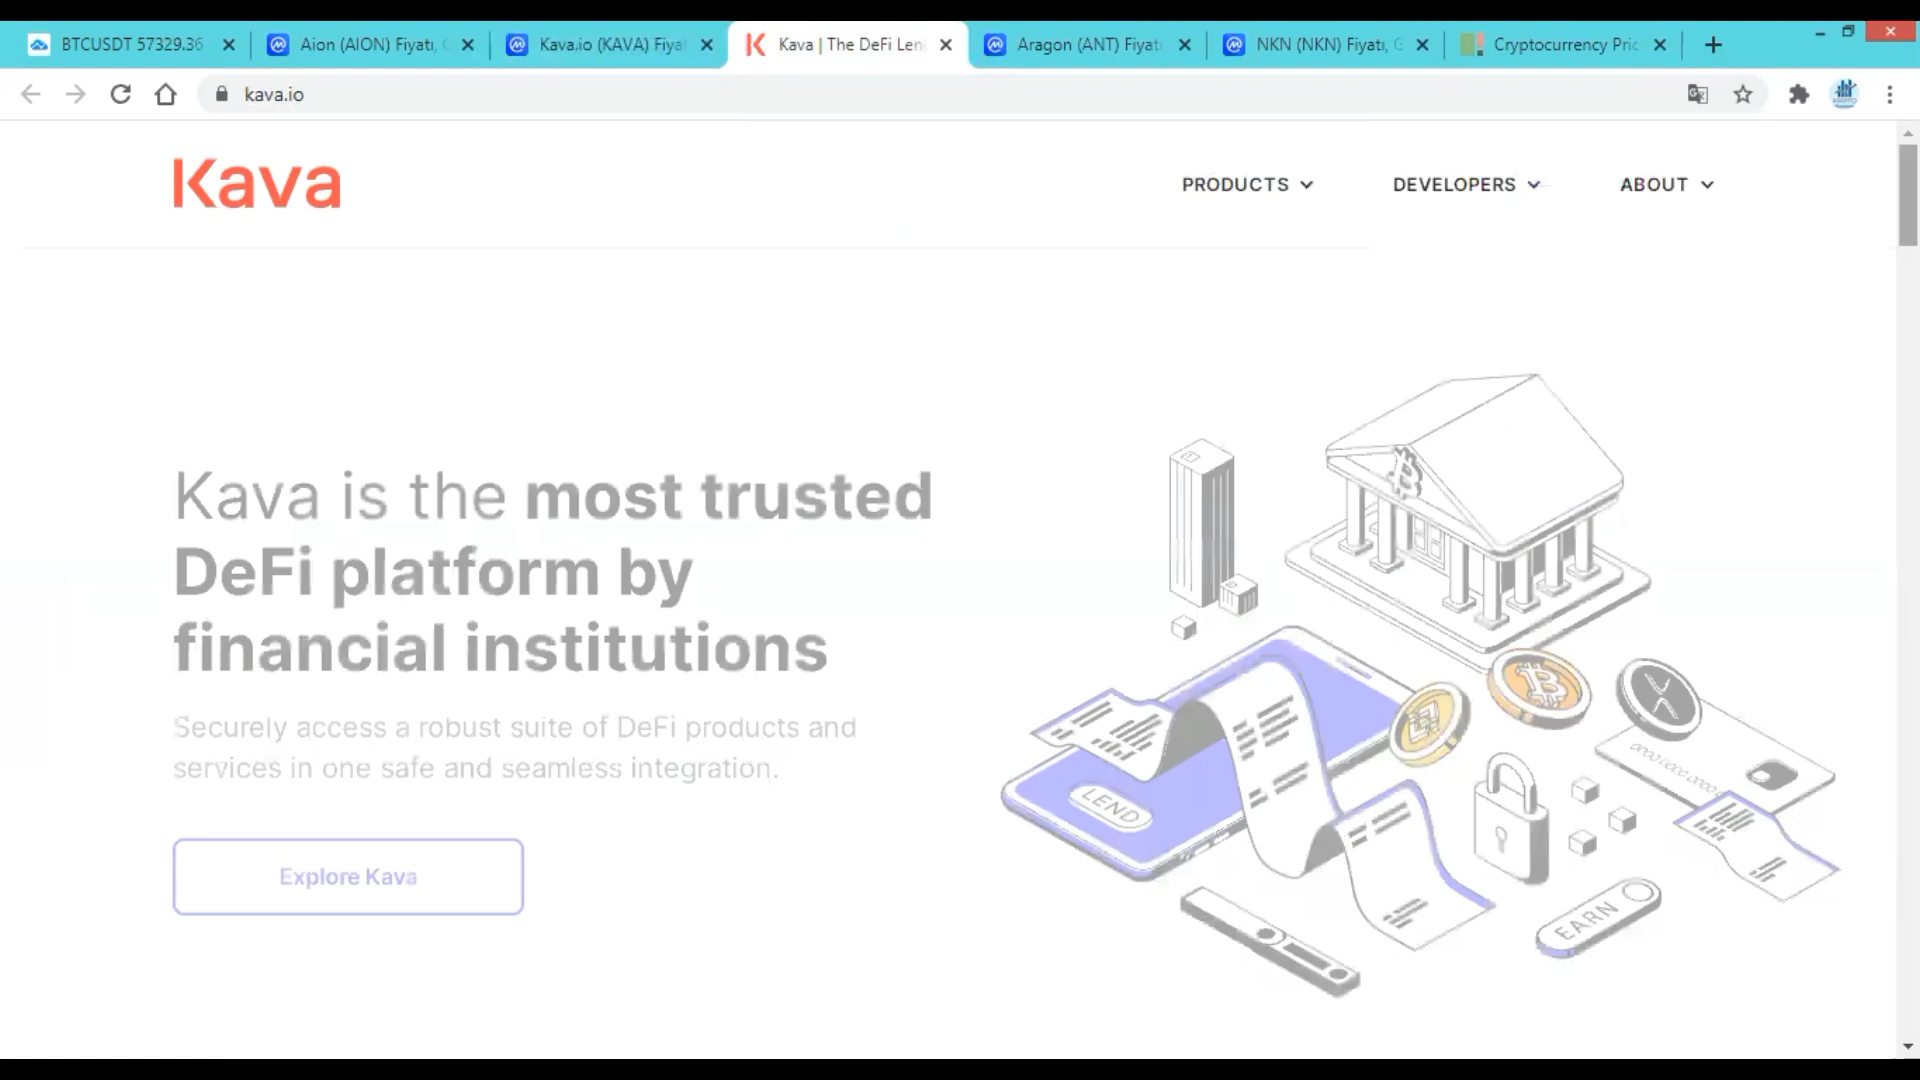 BTCUSDT 57329.36
Aion (AION) Fiyatı,
Kava.io (KAVA) Fiyat
Kava | The DeFi Len
Aragon (ANT) Fiyatı
NKN (NKN) Fiyatı, G
Cryptocurrency Pric
kava.io
Kava
PRODUCTS
DEVELOPERS
ABOUT
Kava is the most trusted
DeFi platform by
financial institutions
Securely access a robust suite of DeFi products and
services in one safe and seamless integration.
Explore Kava
LEND
EARN